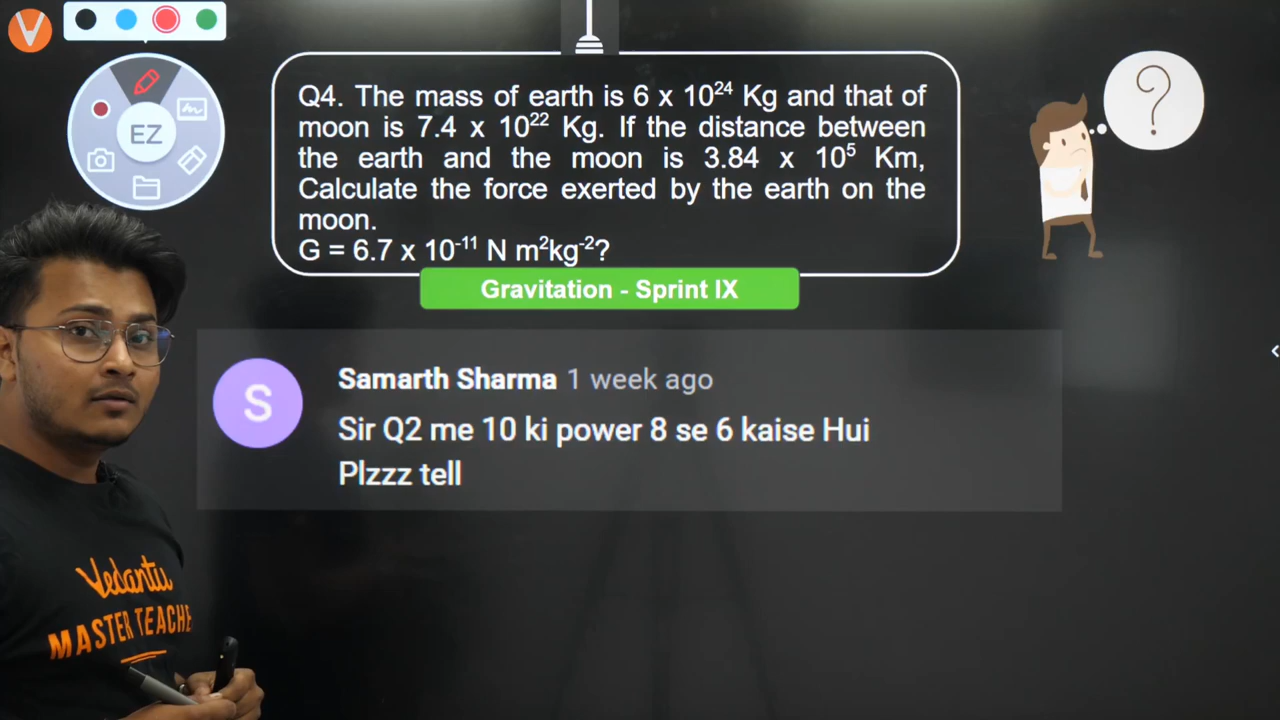 EZ
Q4. The mass of earth is 6 x 10²⁴ Kg and that of
moon is 7.4 x 10²² Kg. If the distance between
the earth and the moon is 3.84 x 10⁵ Km,
Calculate the force exerted by the earth on the
moon.
G = 6.7 x 10⁻¹¹ N m²kg⁻²?
?
Gravitation - Sprint IX
S
Samarth Sharma 1 week ago
Sir Q2 me 10 ki power 8 se 6 kaise Hui
Plzzz tell
Vedantu
MASTER TEACHE